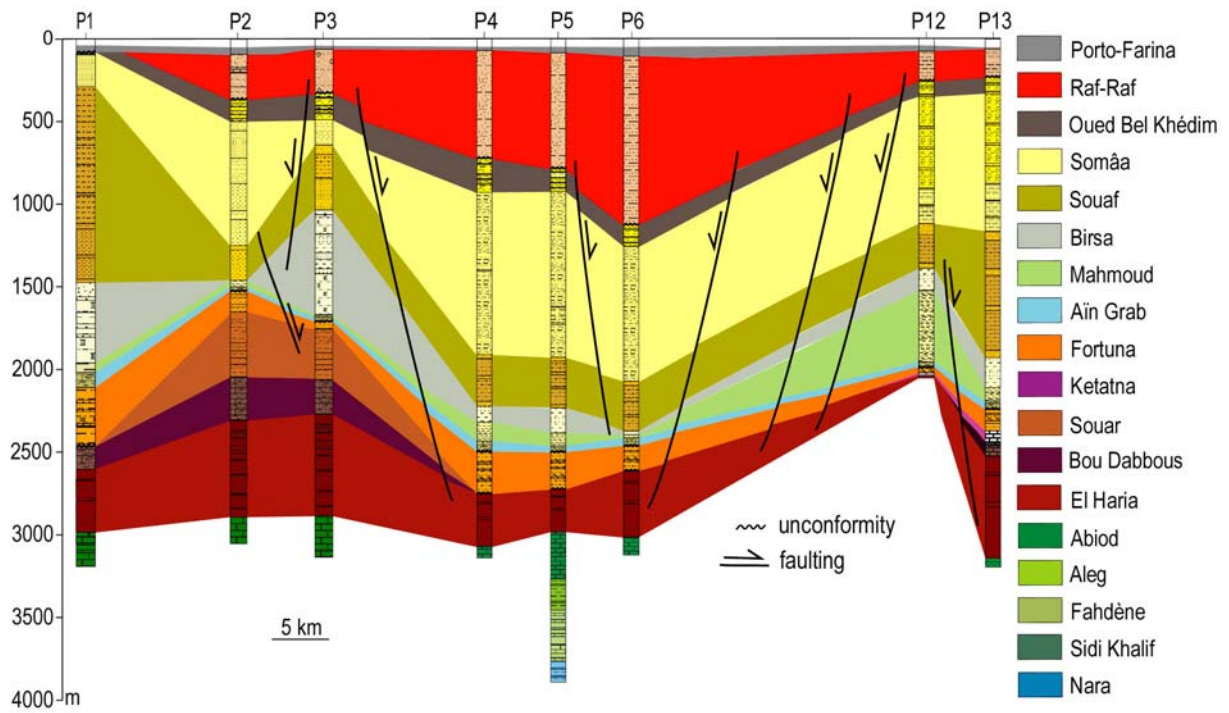 P1 P2 P3 P4 P5 P6 P12 P13
0
500
1000
1500
2000
2500
3000
3500
4000 m
5 km
unconformity
faulting
Porto-Farina
Raf-Raf
Oued Bel Khédim
Somâa
Souaf
Birsa
Mahmoud
Aïn Grab
Fortuna
Ketatna
Souar
Bou Dabbous
El Haria
Abiod
Aleg
Fahdène
Sidi Khalif
Nara